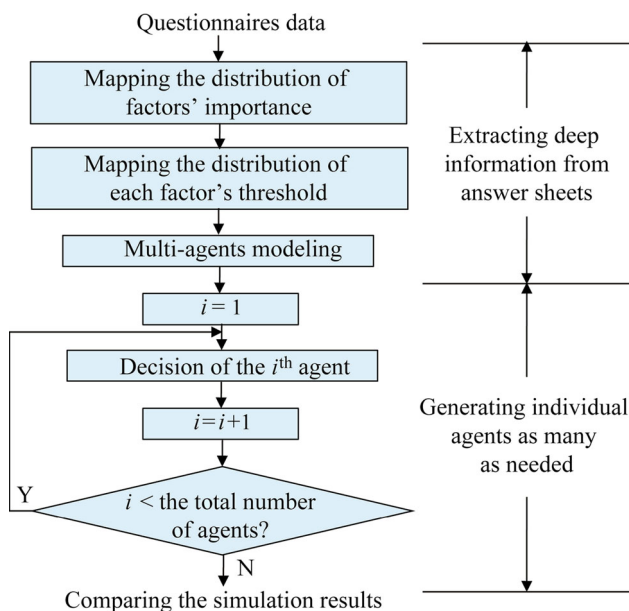 Questionnaires data
Mapping the distribution of
factors' importance
Mapping the distribution of
each factor's threshold
Multi-agents modeling
i = 1
Decision of the ith agent
i=i+1
i < the total number
of agents?
Y
N
Comparing the simulation results
Extracting deep
information from
answer sheets
Generating individual
agents as many
as needed